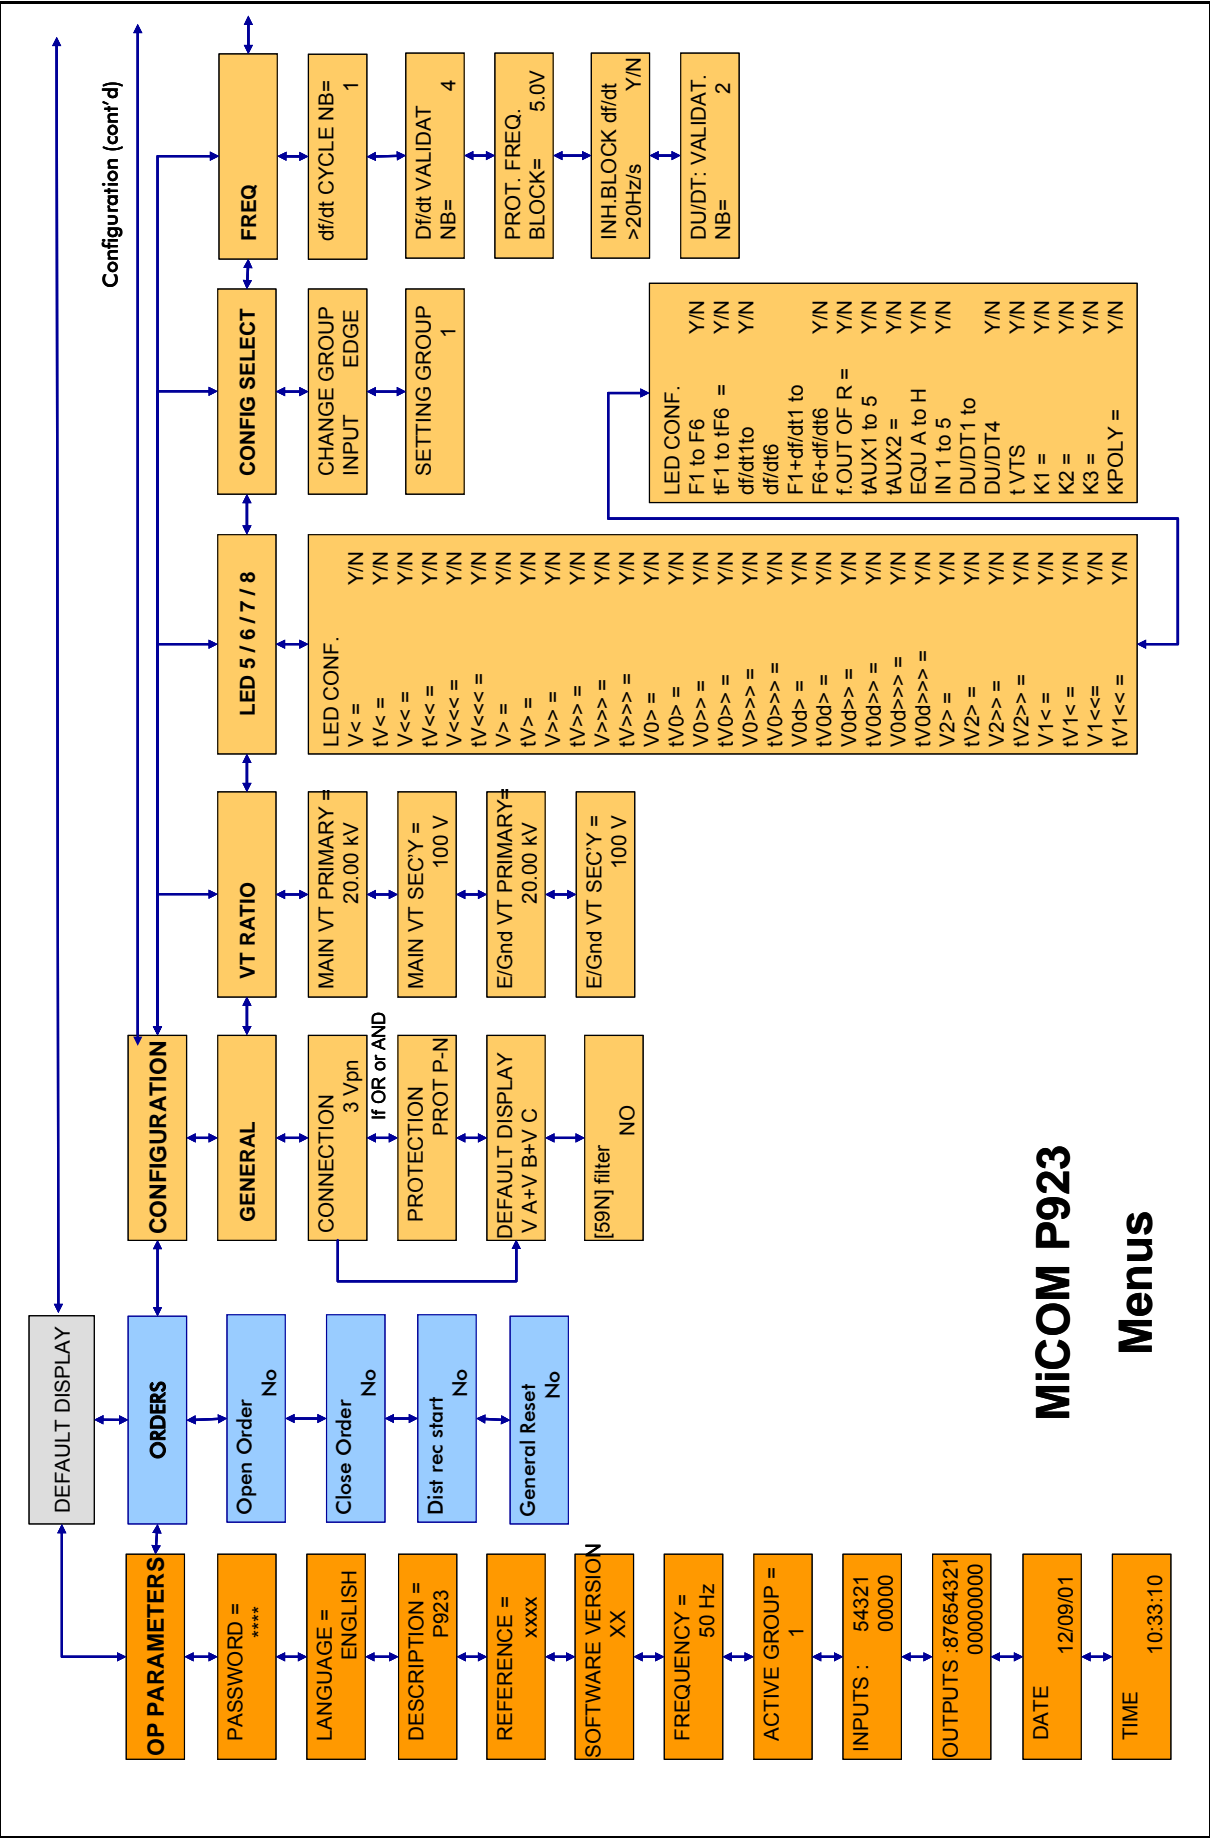 DEFAULT DISPLAY
Configuration (cont'd)
OP PARAMETERS
PASSWORD =
****
LANGUAGE =
ENGLISH
DESCRIPTION =
P923
REFERENCE =
xxxx
SOFTWARE VERSION
XX
FREQUENCY =
50 Hz
ACTIVE GROUP =
1
INPUTS : 54321
00000
OUTPUTS :87654321
00000000
DATE
12/09/01
TIME
10:33:10
ORDERS
Open Order
No
Close Order
No
Dist rec start
No
General Reset
No
CONFIGURATION
GENERAL
CONNECTION
3 Vpn
If OR or AND
PROTECTION
PROT P-N
DEFAULT DISPLAY
V A+V B+V C
[59N] filter
NO
VT RATIO
MAIN VT PRIMARY =
20.00 kV
MAIN VT SEC'Y =
100 V
E/Gnd VT PRIMARY=
20.00 kV
E/Gnd VT SEC'Y =
100 V
LED 5 / 6 / 7 / 8
LED CONF.
V< = Y/N
tV< = Y/N
V<< = Y/N
tV<< = Y/N
V<<< = Y/N
tV<<< = Y/N
V> = Y/N
tV> = Y/N
V>> = Y/N
tV>> = Y/N
V>>> = Y/N
tV>>> = Y/N
V0> = Y/N
tV0> = Y/N
V0>> = Y/N
tV0>> = Y/N
V0>>> = Y/N
tV0>>> = Y/N
V0d> = Y/N
tV0d> = Y/N
V0d>> = Y/N
tV0d>> = Y/N
V0d>>> = Y/N
tV0d>>> = Y/N
V2> = Y/N
tV2> = Y/N
V2>> = Y/N
tV2>> = Y/N
V1< = Y/N
tV1< = Y/N
V1<<= Y/N
tV1<< = Y/N
LED CONF.
F1 to F6 Y/N
tF1 to tF6 = Y/N
df/dt1to Y/N
df/dt6
F1+df/dt1 to
F6+df/dt6 Y/N
f.OUT OF R = Y/N
tAUX1 to 5 Y/N
tAUX2 = Y/N
EQU A to H Y/N
IN 1 to 5 Y/N
DU/DT1 to
DU/DT4 Y/N
t VTS Y/N
K1 = Y/N
K2 = Y/N
K3 = Y/N
KPOLY = Y/N
CONFIG SELECT
CHANGE GROUP
INPUT EDGE
SETTING GROUP
1
FREQ
df/dt CYCLE NB=
1
Df/dt VALIDAT
NB= 4
PROT. FREQ.
BLOCK= 5.0V
INH.BLOCK df/dt
>20Hz/s Y/N
DU/DT: VALIDAT.
NB= 2
MiCOM P923
Menus